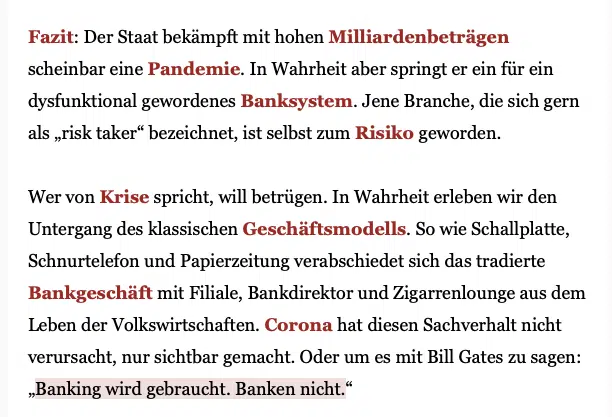 Fazit: Der Staat bekämpft mit hohen Milliardenbeträgen
scheinbar eine Pandemie. In Wahrheit aber springt er ein für ein
dysfunktional gewordenes Banksystem. Jene Branche, die sich gern
als „risk taker“ bezeichnet, ist selbst zum Risiko geworden.
Wer von Krise spricht, will betrügen. In Wahrheit erleben wir den
Untergang des klassischen Geschäftsmodells. So wie Schallplatte,
Schnurtelefon und Papierzeitung verabschiedet sich das tradierte
Bankgeschäft mit Filiale, Bankdirektor und Zigarrenlounge aus dem
Leben der Volkswirtschaften. Corona hat diesen Sachverhalt nicht
verursacht, nur sichtbar gemacht. Oder um es mit Bill Gates zu sagen:
„Banking wird gebraucht. Banken nicht.“